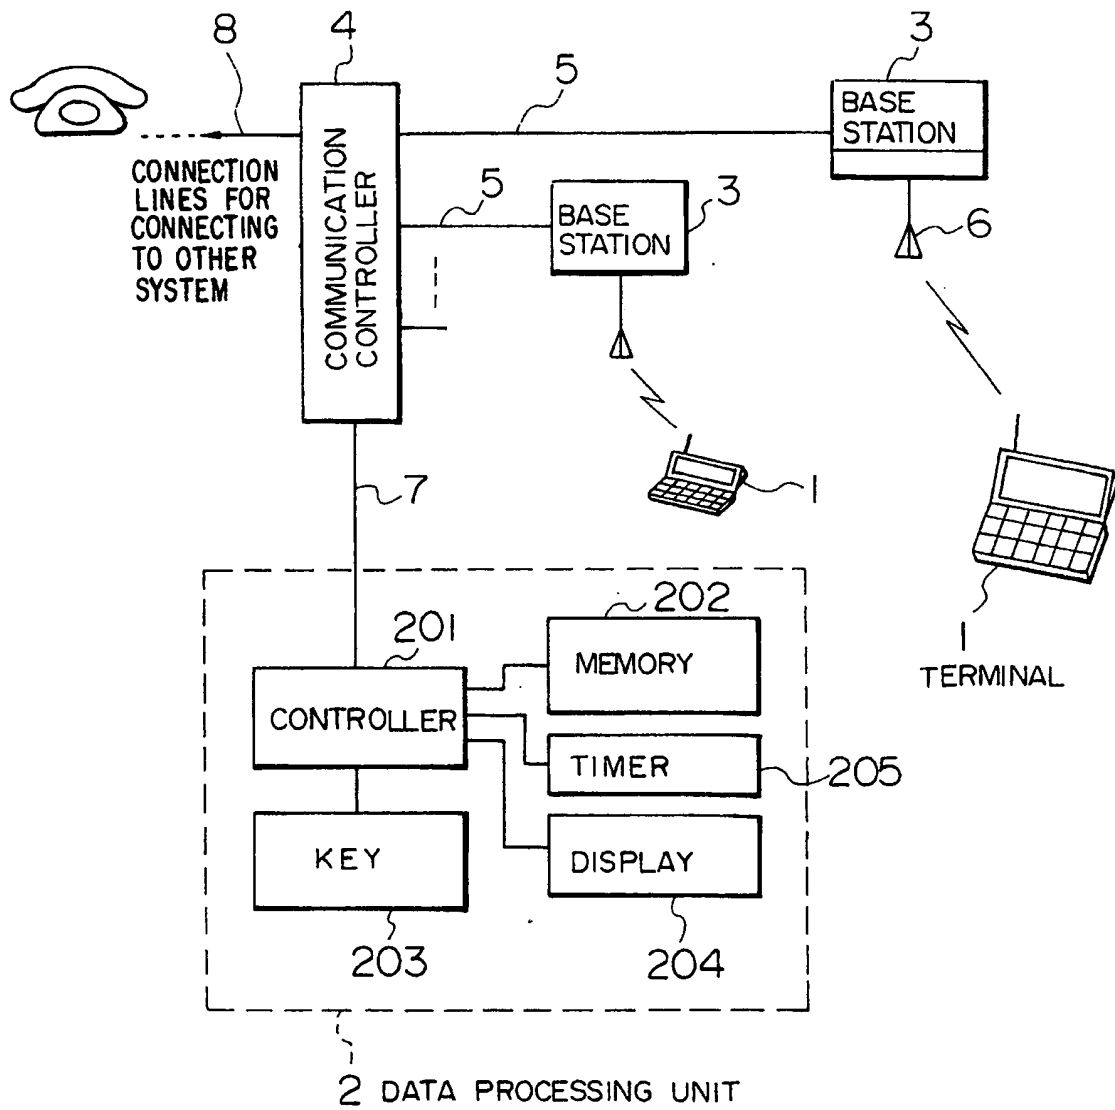 8
4
5
3
BASE
STATION
CONNECTION
LINES FOR
CONNECTING
TO OTHER
SYSTEM
COMMUNICATION
CONTROLLER
5
BASE
STATION
3
6
7
1
1
TERMINAL
201
202
CONTROLLER
MEMORY
TIMER
205
KEY
DISPLAY
203
204
2 DATA PROCESSING UNIT